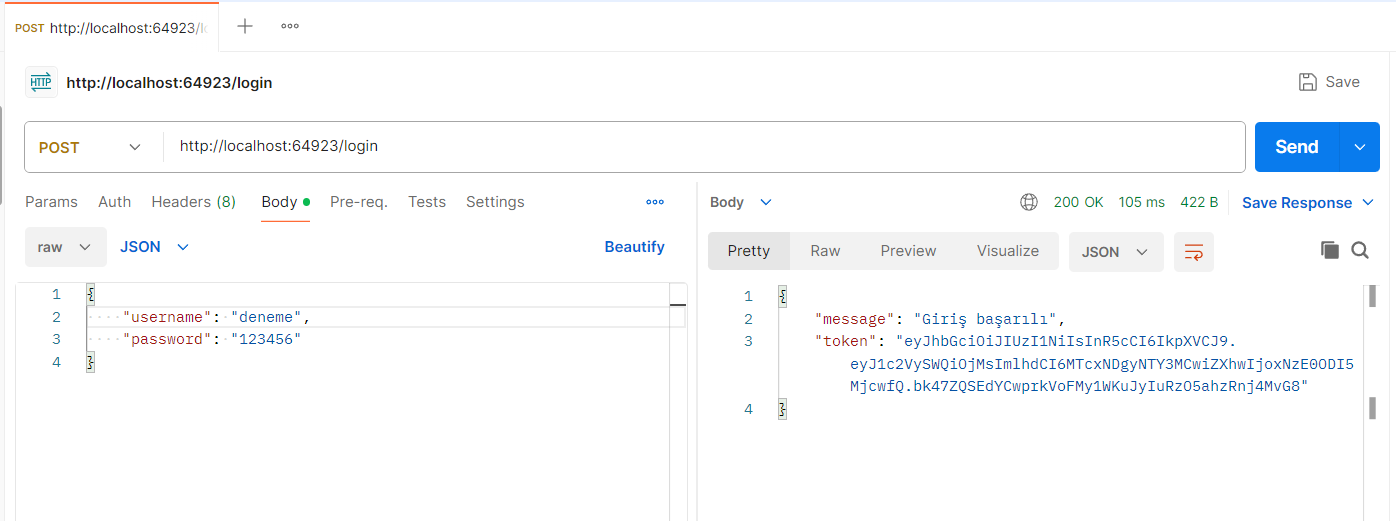 POST http://localhost:64923/l
http://localhost:64923/login
Save
POST
http://localhost:64923/login
Send
Params Auth Headers (8) Body Pre-req. Tests Settings
raw JSON Beautify
1 {
2 "username": "deneme",
3 "password": "123456"
4 }
Body 200 OK 105 ms 422 B Save Response
Pretty Raw Preview Visualize JSON
1 {
2 "message": "Giriş başarılı",
3 "token": "eyJhbGciOiJIUzI1NiIsInR5cCI6IkpXVCJ9.
eyJ1c2VySWQiOjMsImlhdCI6MTcxNDgyNTY3MCwiZXhwIjoxNzE0ODI5
MjcwfQ.bk47ZQSEdYCwprkVoFMy1WKuJyIuRzO5ahzRnj4MvG8"
4 }